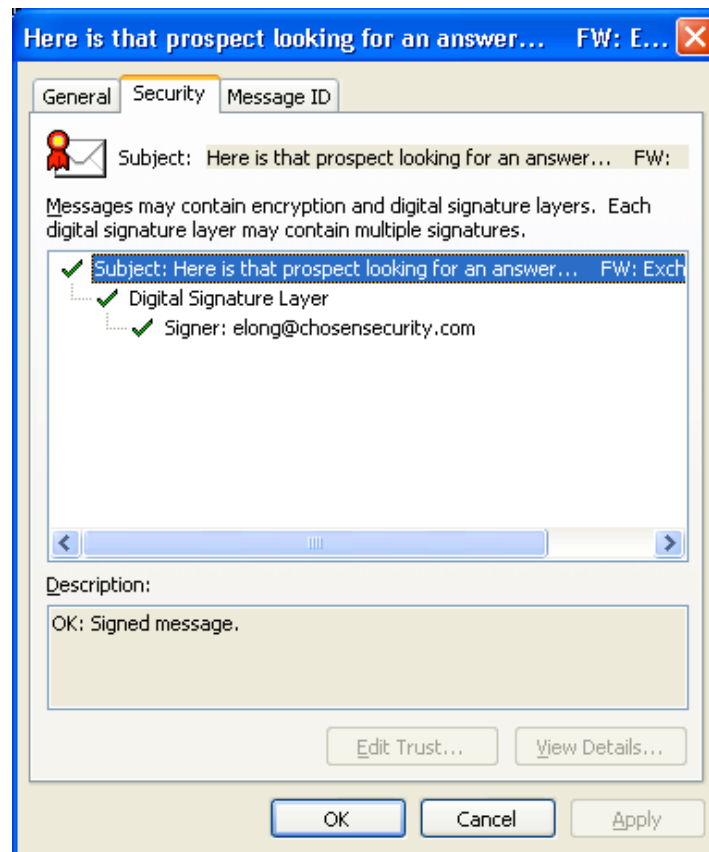 Here is that prospect looking for an answer... FW: E...
General Security Message ID
Subject: Here is that prospect looking for an answer... FW:
Messages may contain encryption and digital signature layers. Each
digital signature layer may contain multiple signatures.
Subject: Here is that prospect looking for an answer... FW: Exch
Digital Signature Layer
Signer: elong@chosensecurity.com
Description:
OK: Signed message.
Edit Trust... View Details...
OK Cancel Apply